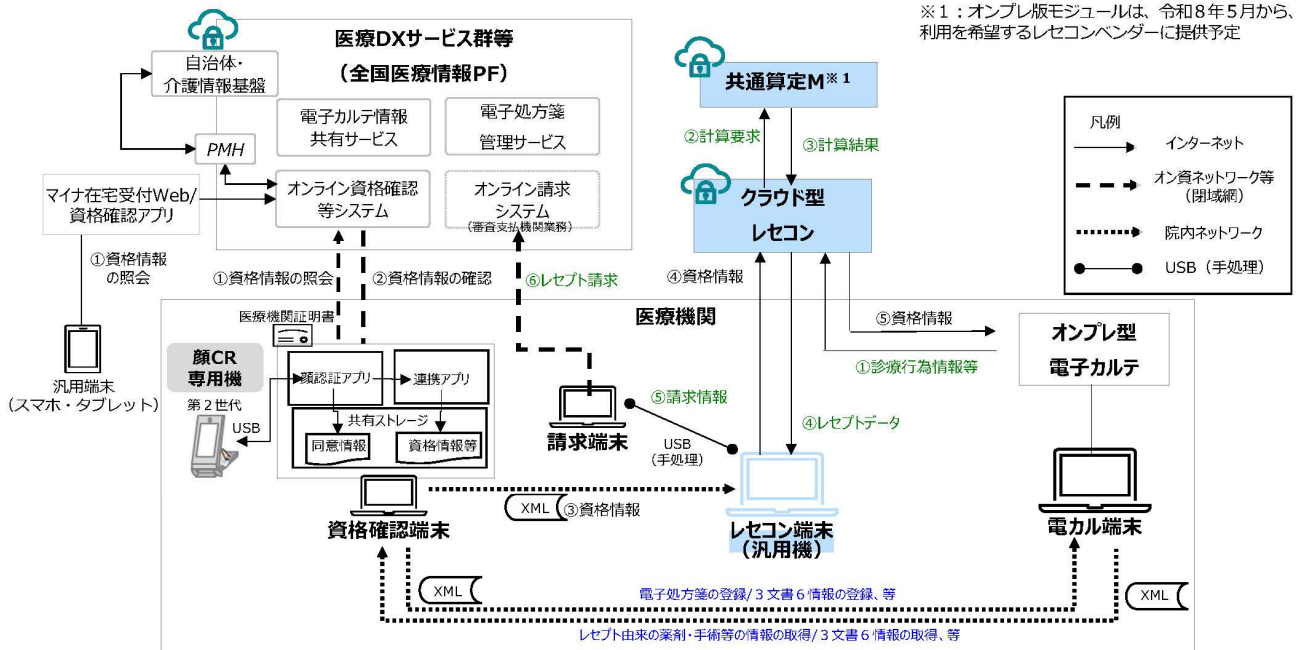 ※１：オンプレ版モジュールは、令和８年５月から、
利用を希望するレセコンベンダーに提供予定
医療DXサービス群等
（全国医療情報PF）
自治体・
介護情報基盤
電子カルテ情報
共有サービス
電子処方箋
管理サービス
PMH
オンライン資格確認
等システム
オンライン請求
システム
(審査支払機関業務)
マイナ在宅受付Web/
資格確認アプリ
①資格情報
の照会
汎用端末
（スマホ・タブレット）
共通算定M※１
②計算要求
③計算結果
クラウド型
レセコン
凡例
インターネット
オン資ネットワーク等
（閉域網）
院内ネットワーク
USB（手処理）
①資格情報の照会
②資格情報の確認
⑥レセプト請求
④資格情報
⑤資格情報
①診療行為情報等
④レセプトデータ
医療機関
医療機関証明書
顔CR
専用機
第２世代
USB
顔認証アプリ
連携アプリ
共有ストレージ
同意情報
資格情報等
資格確認端末
請求端末
⑤請求情報
USB
（手処理）
XML
③資格情報
レセコン端末
（汎用機）
オンプレ型
電子カルテ
電カル端末
XML
電子処方箋の登録/３文書６情報の登録、等
XML
レセプト由来の薬剤・手術等の情報の取得/３文書６情報の取得、等